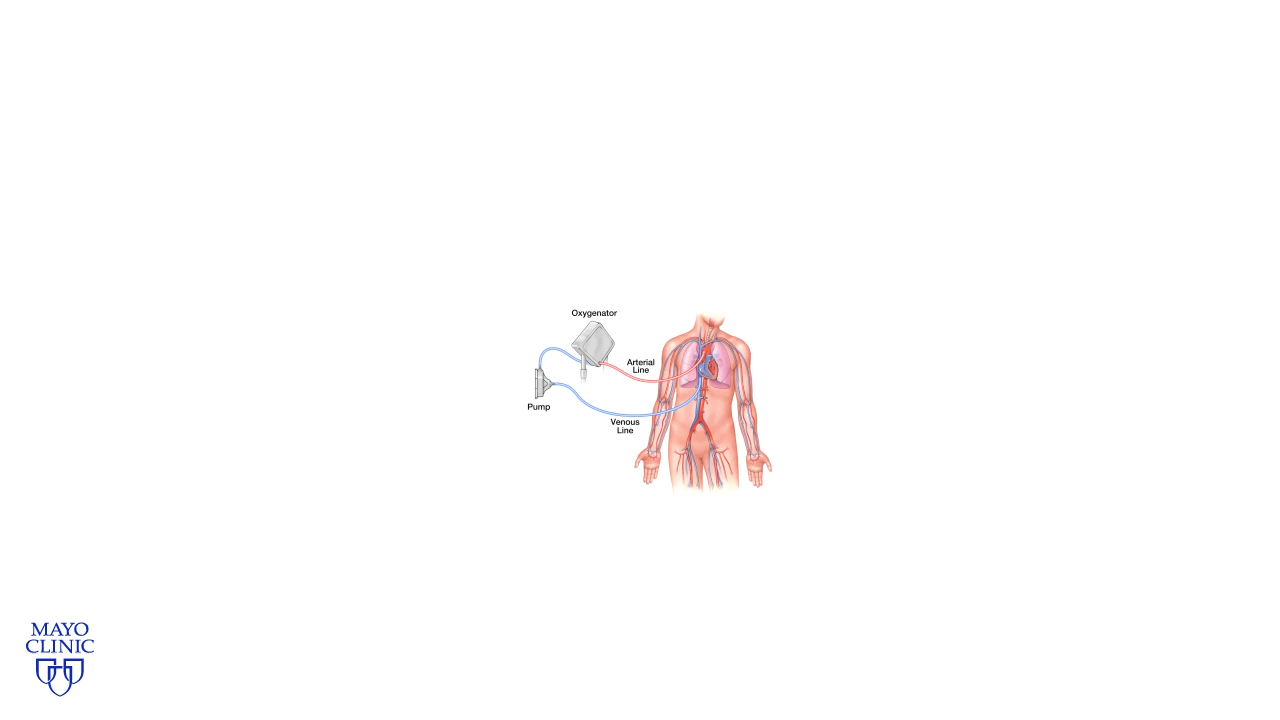 Oxygenator
Arterial
Line
Pump
Venous
Line
MAYO
CLINIC